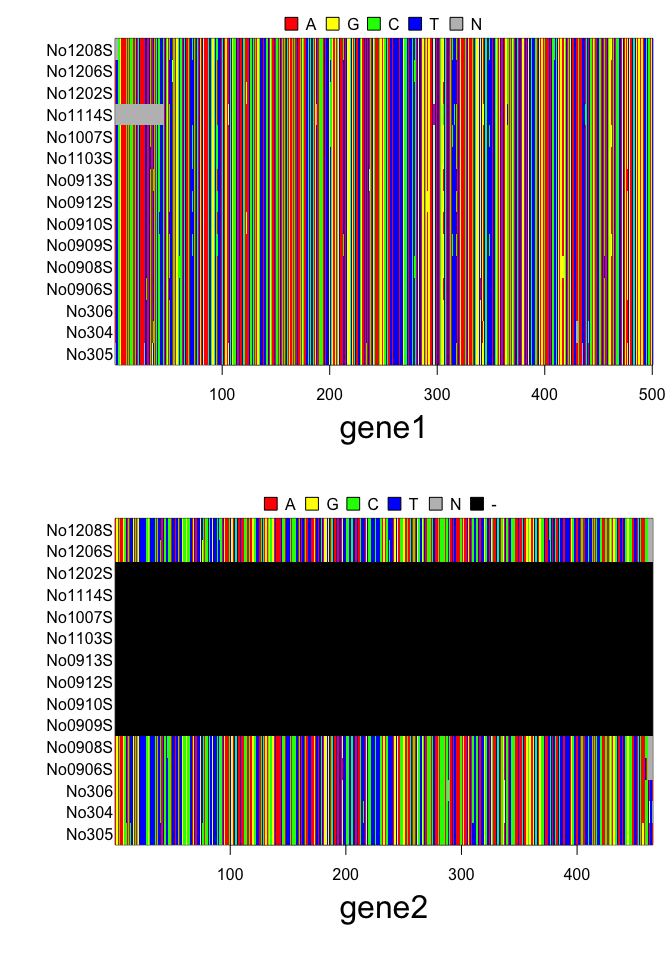 A G C T N
No1208S
No1206S
No1202S
No1114S
No1007S
No1103S
No0913S
No0912S
No0910S
No0909S
No0908S
No0906S
No306
No304
No305
100 200 300 400 500
gene1
A G C T N -
No1208S
No1206S
No1202S
No1114S
No1007S
No1103S
No0913S
No0912S
No0910S
No0909S
No0908S
No0906S
No306
No304
No305
100 200 300 400
gene2